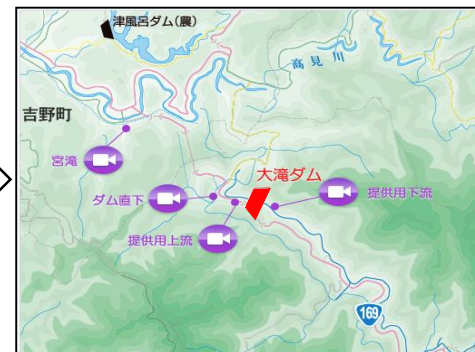 津風呂ダム(農)
高見川
吉野町
宮滝
大滝ダム
ダム直下
提供用下流
提供用上流
169